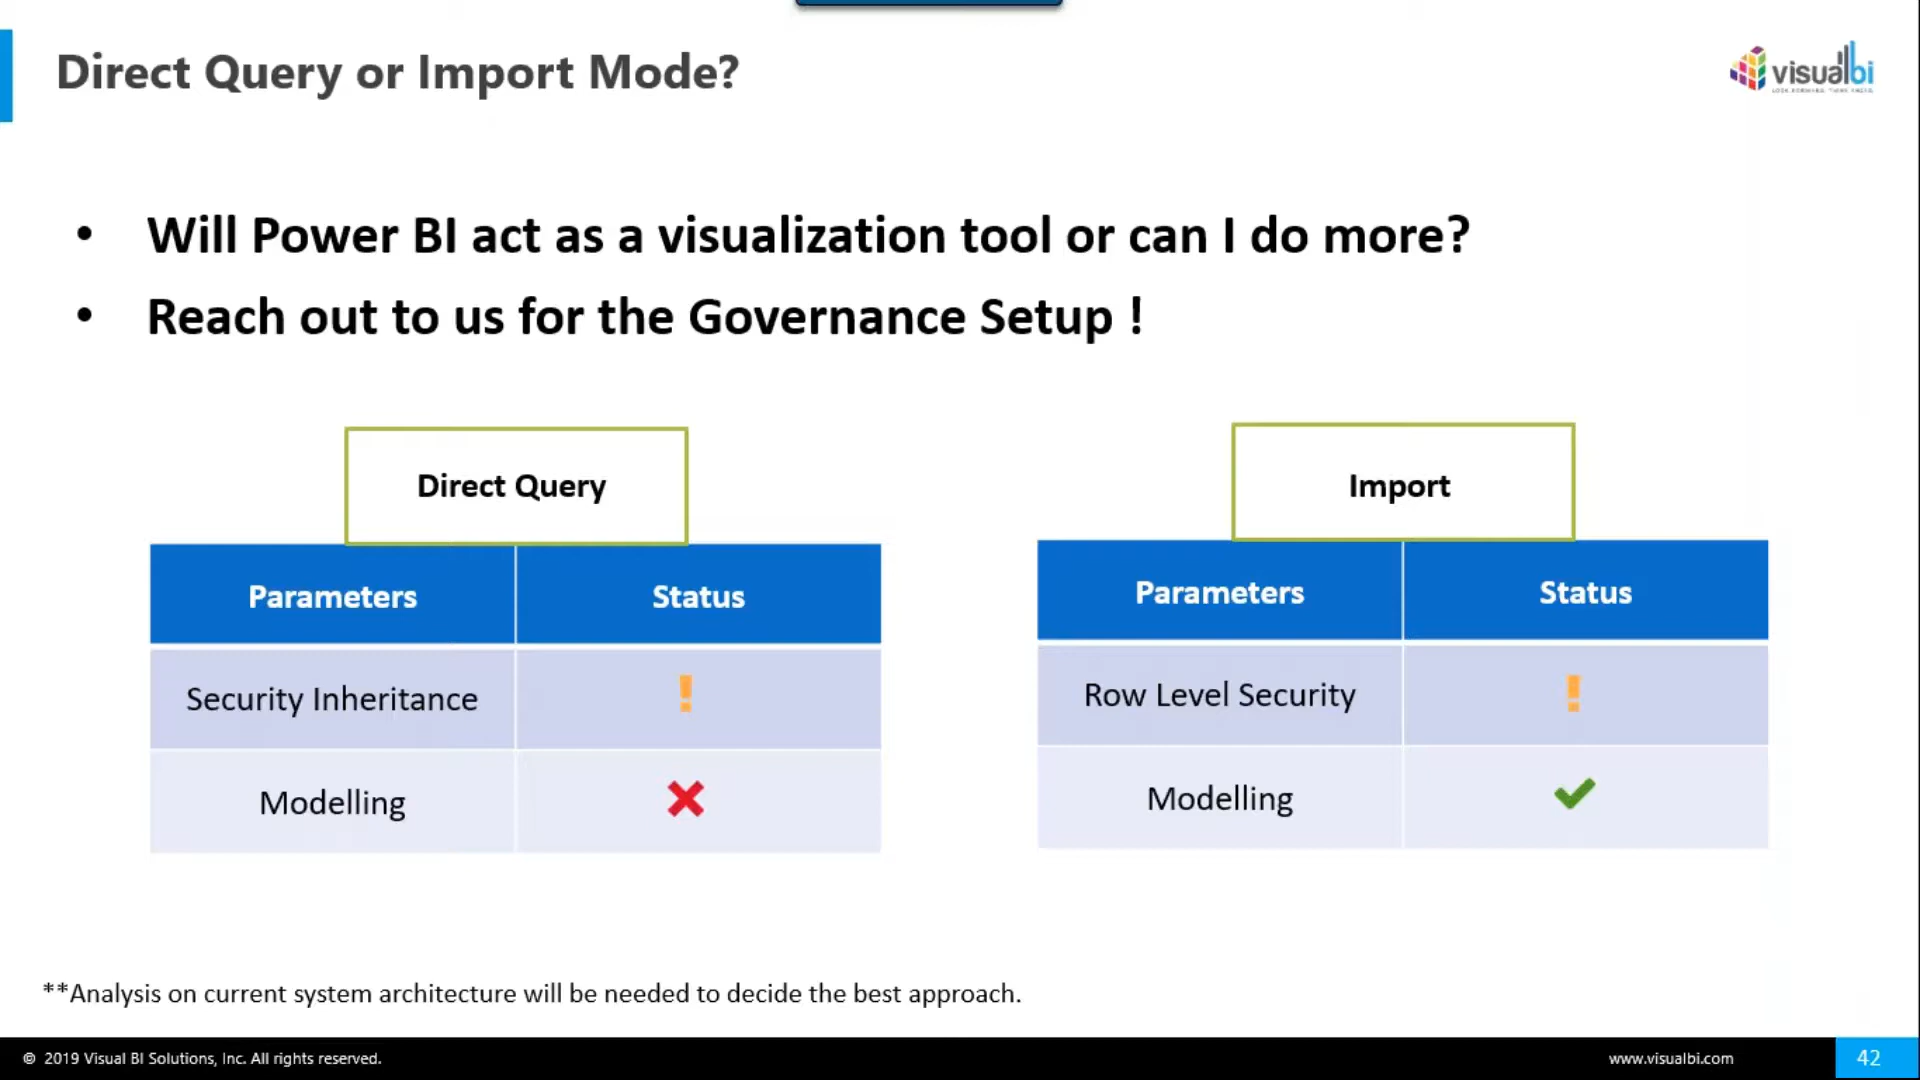 Direct Query or Import Mode?
visualbi
• Will Power BI act as a visualization tool or can I do more?
• Reach out to us for the Governance Setup !
Direct Query
Parameters Status
Security Inheritance !
Modelling
Import
Parameters Status
Row Level Security !
Modelling
**Analysis on current system architecture will be needed to decide the best approach.
© 2019 Visual BI Solutions, Inc. All rights reserved.
www.visualbi.com
42